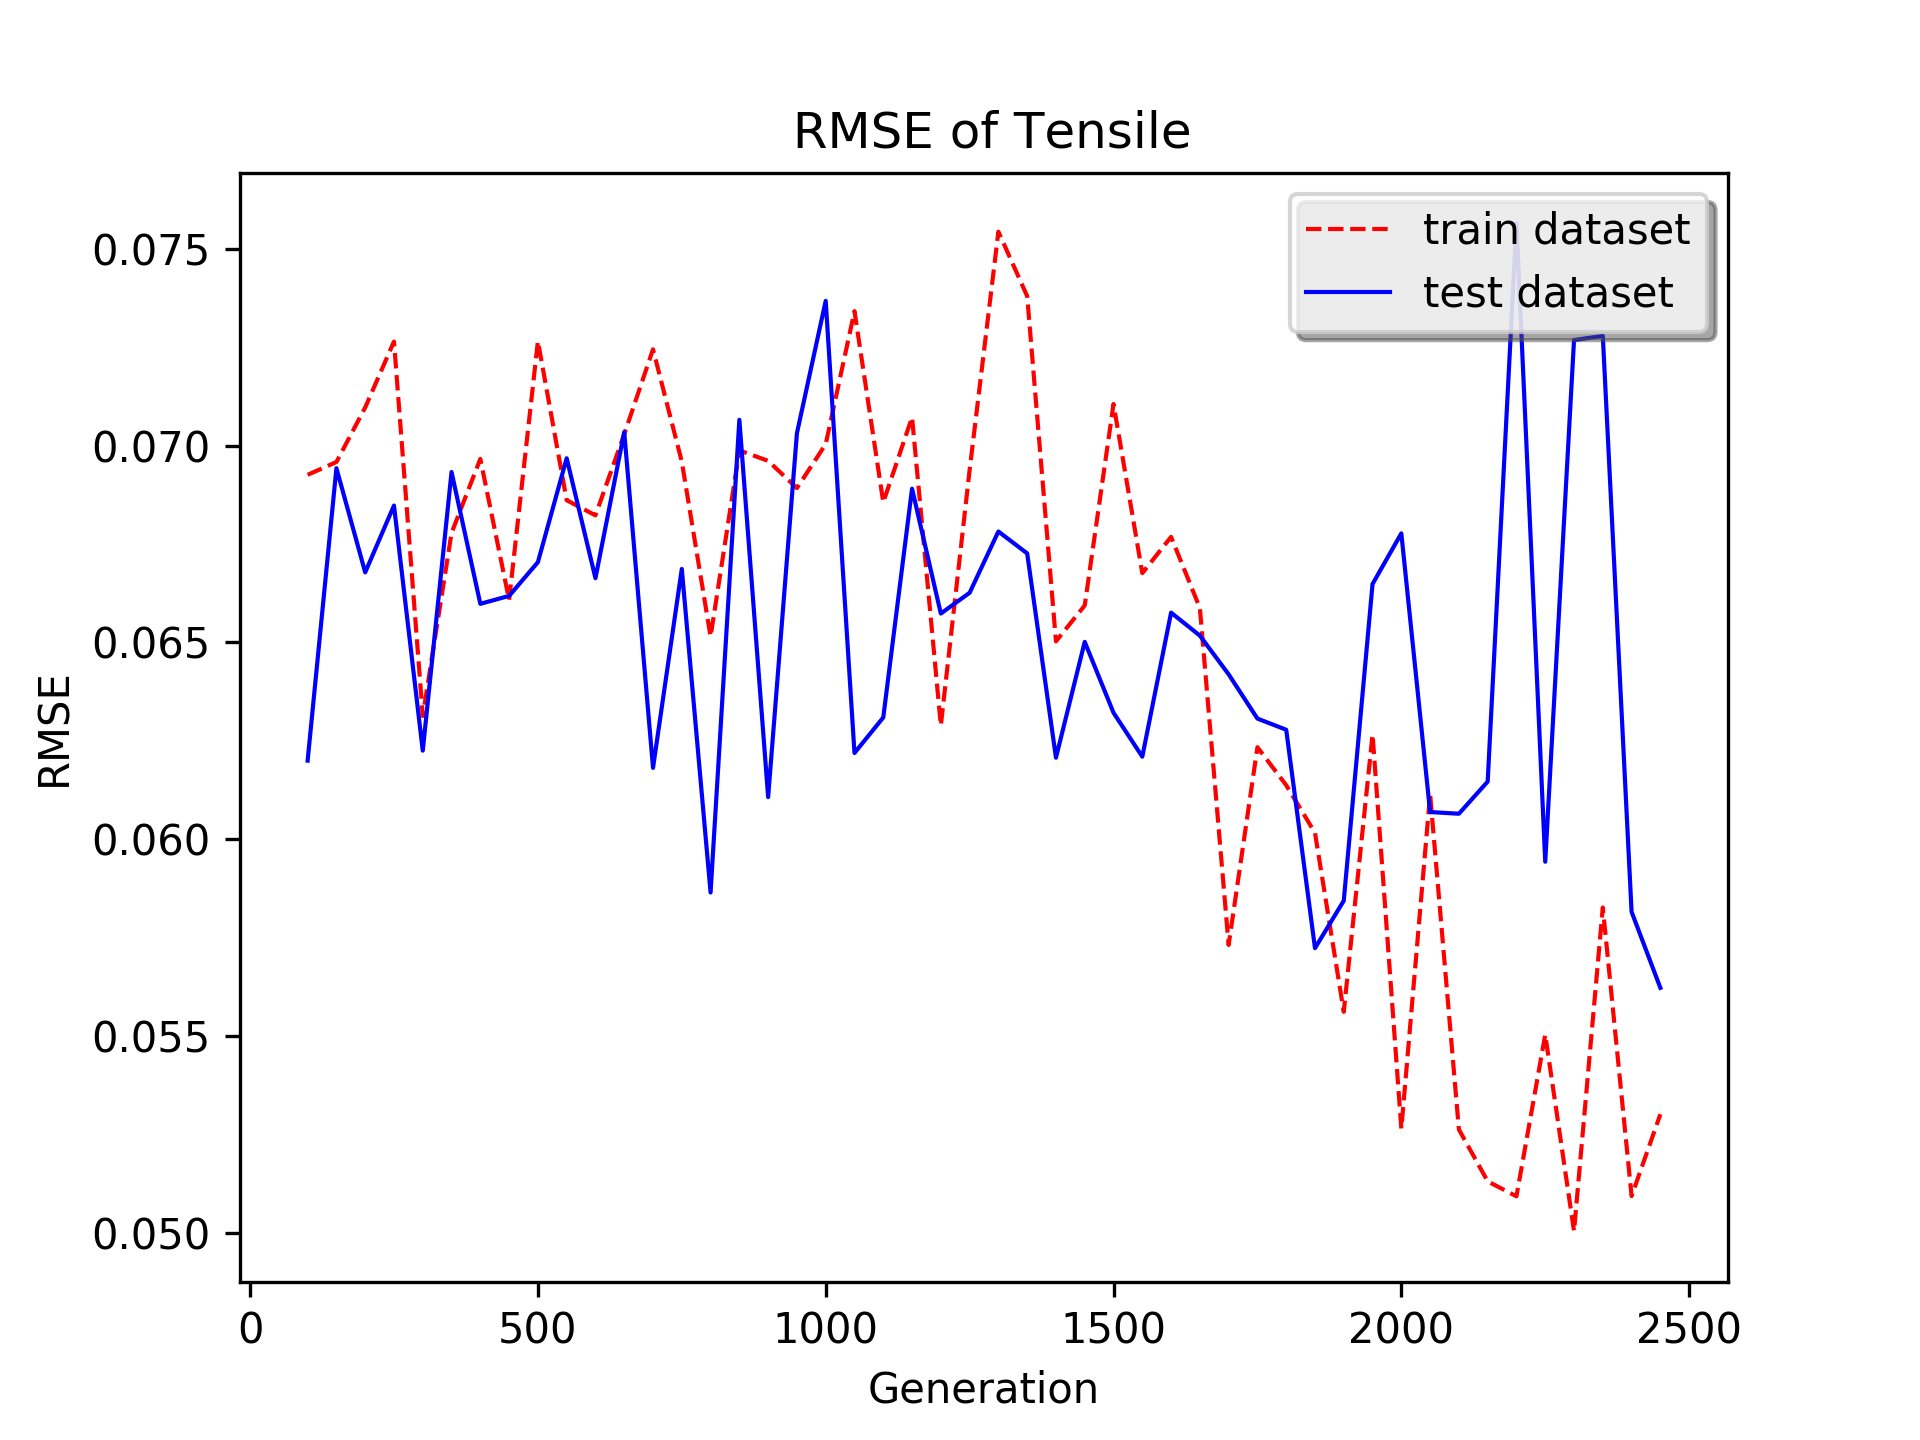 RMSE of Tensile
train dataset
test dataset
0.075
0.070
0.065
0.060
0.055
0.050
RMSE
0 500 1000 1500 2000 2500
Generation